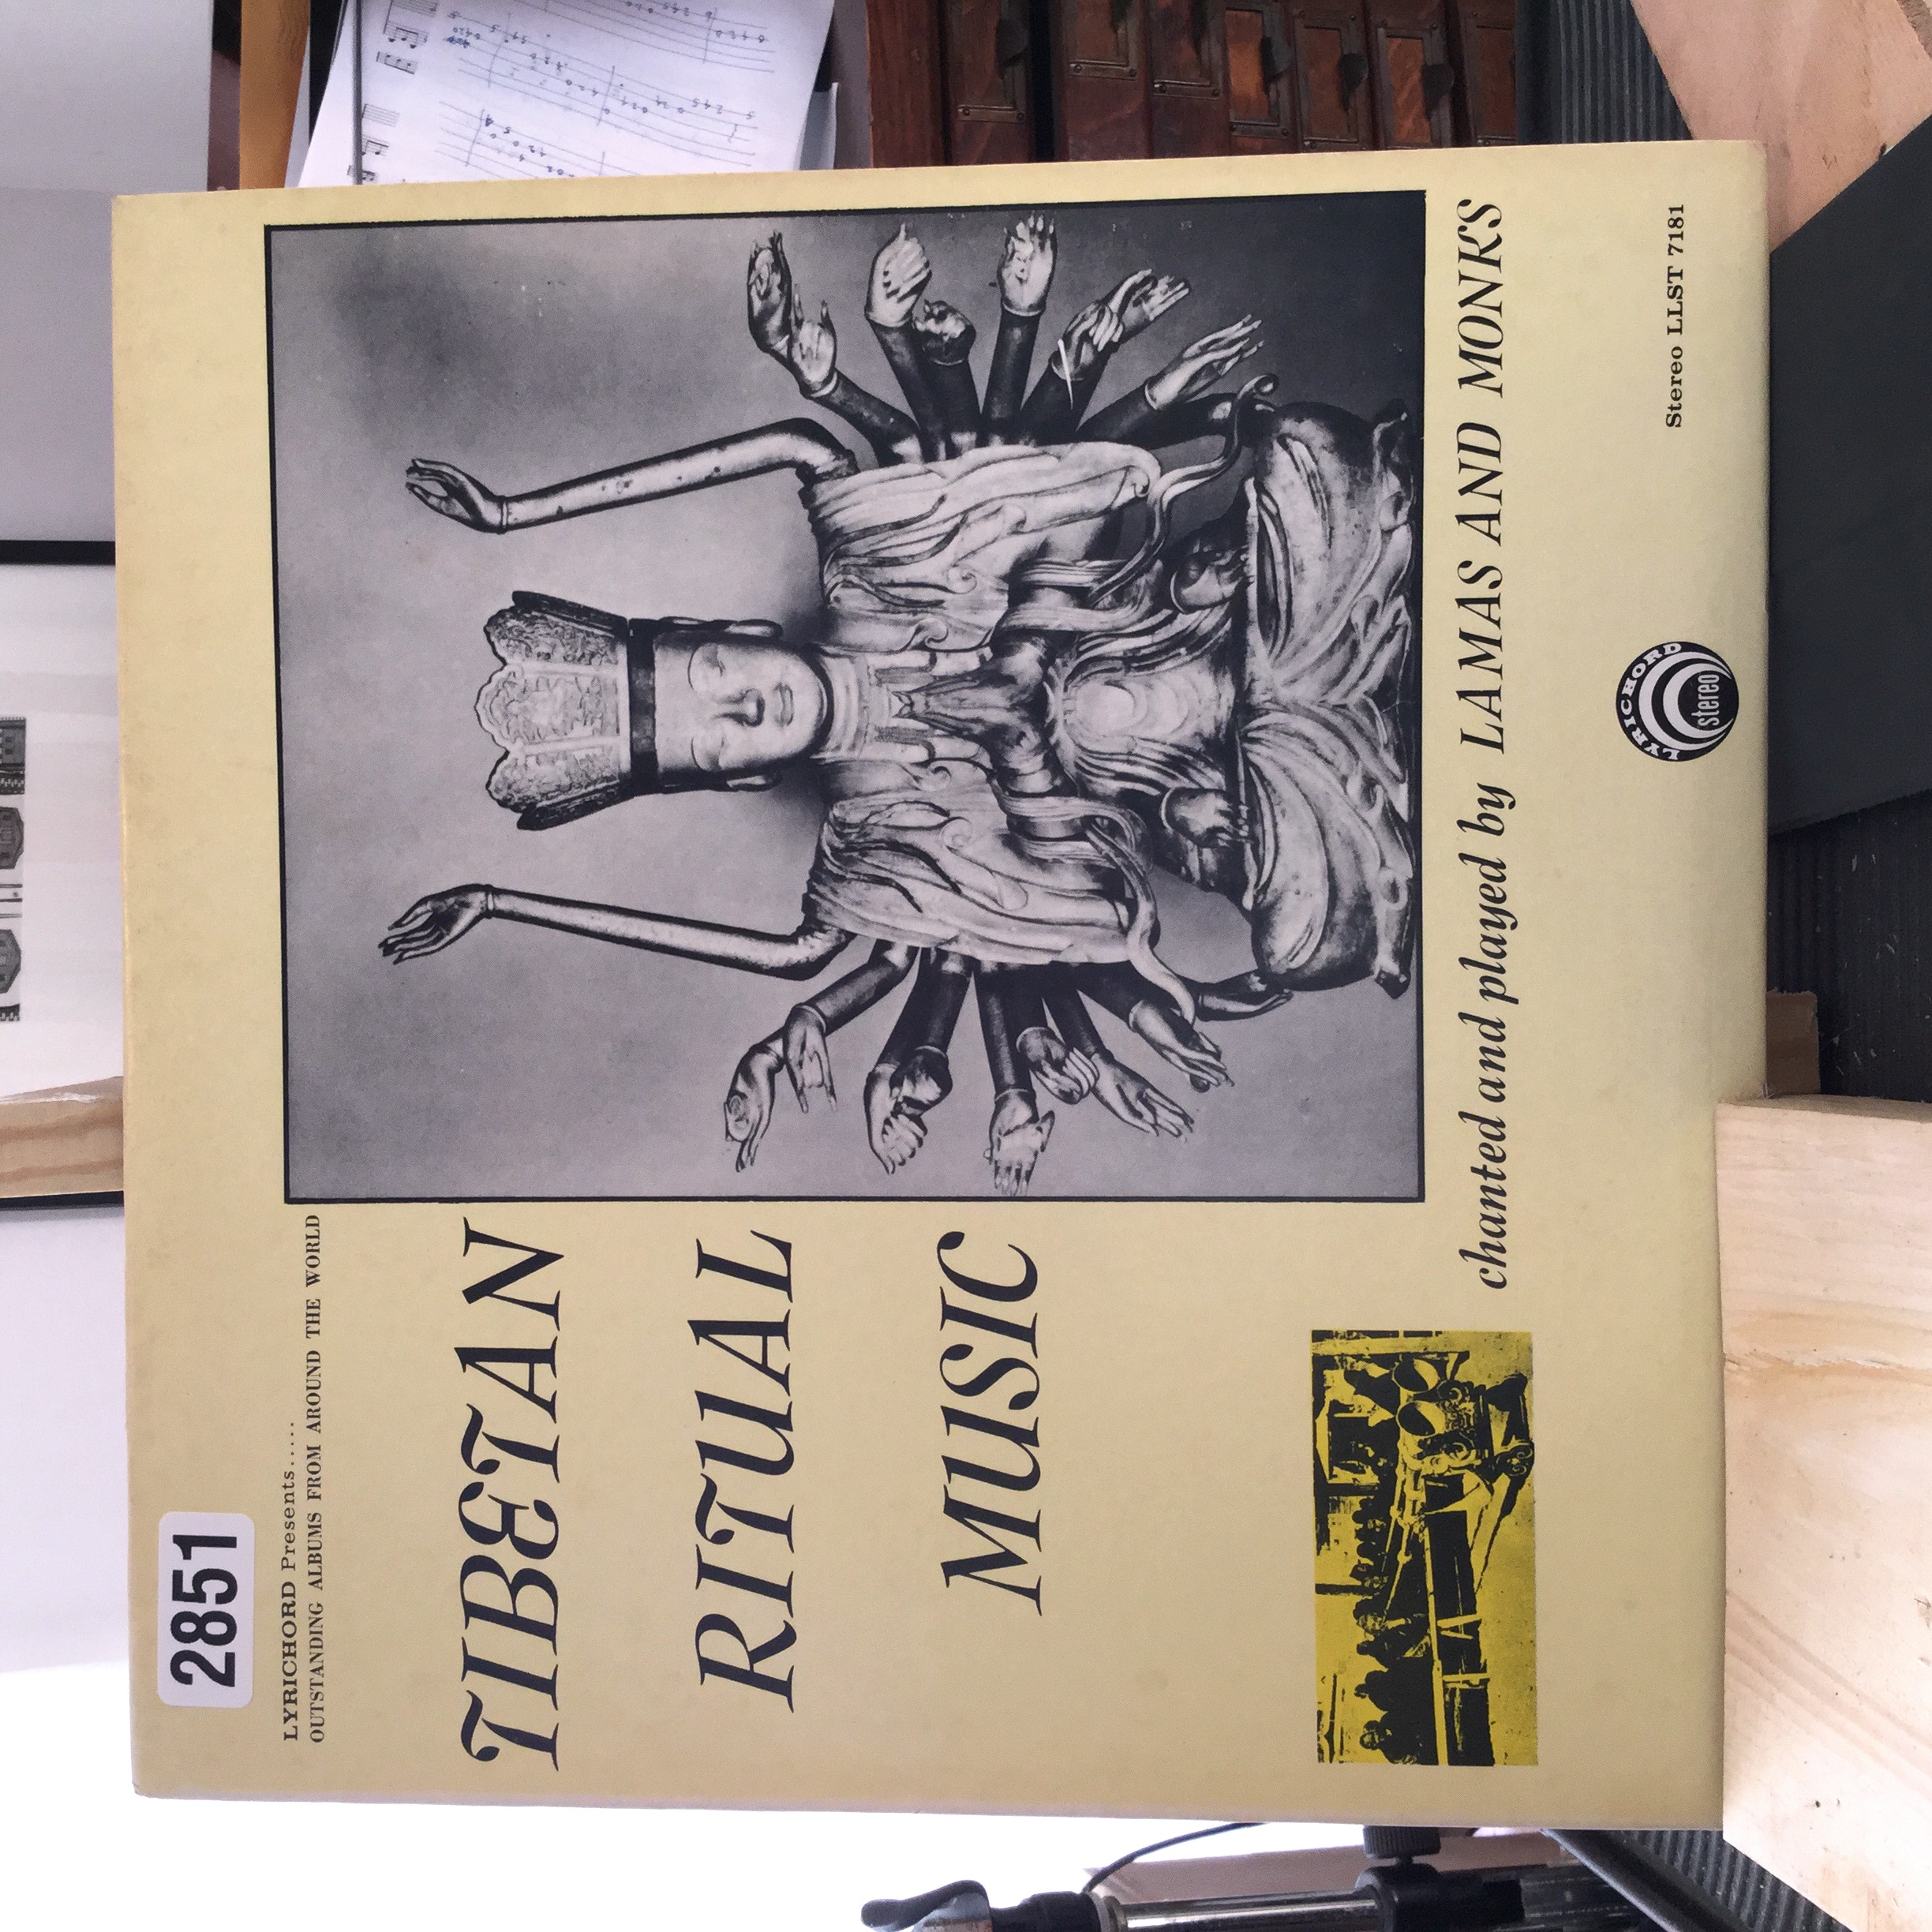 2851
LYRICHORD Presents.....
OUTSTANDING ALBUMS FROM AROUND THE WORLD
TIBETAN
RITUAL
MUSIC
chanted and played by LAMAS AND MONKS
LYRICHORD
stereo
Stereo LLST 7181